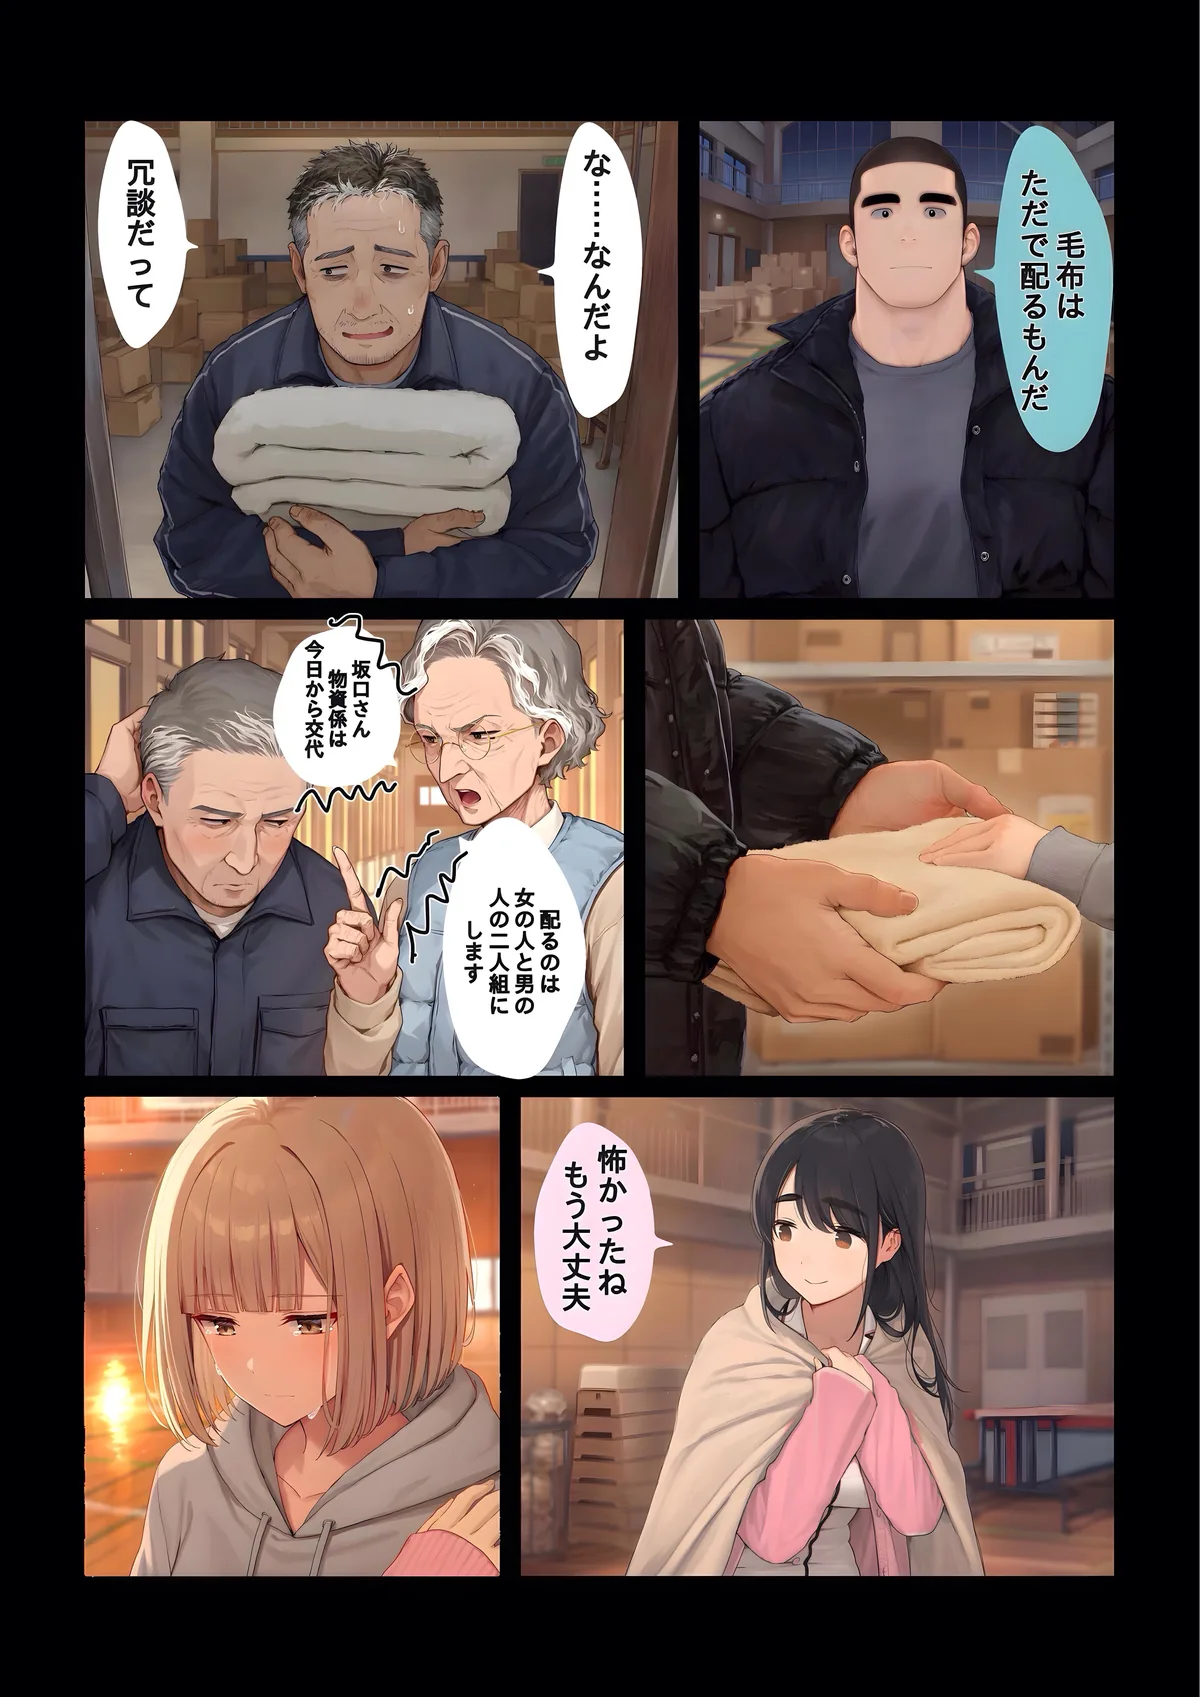 毛布は
ただで配るもんだ
な……なんだよ
冗談だって
坂口さん
物資係は
今日から交代
配るのは
女の人と男の
人の二人組に
します
怖かったね
もう大丈夫